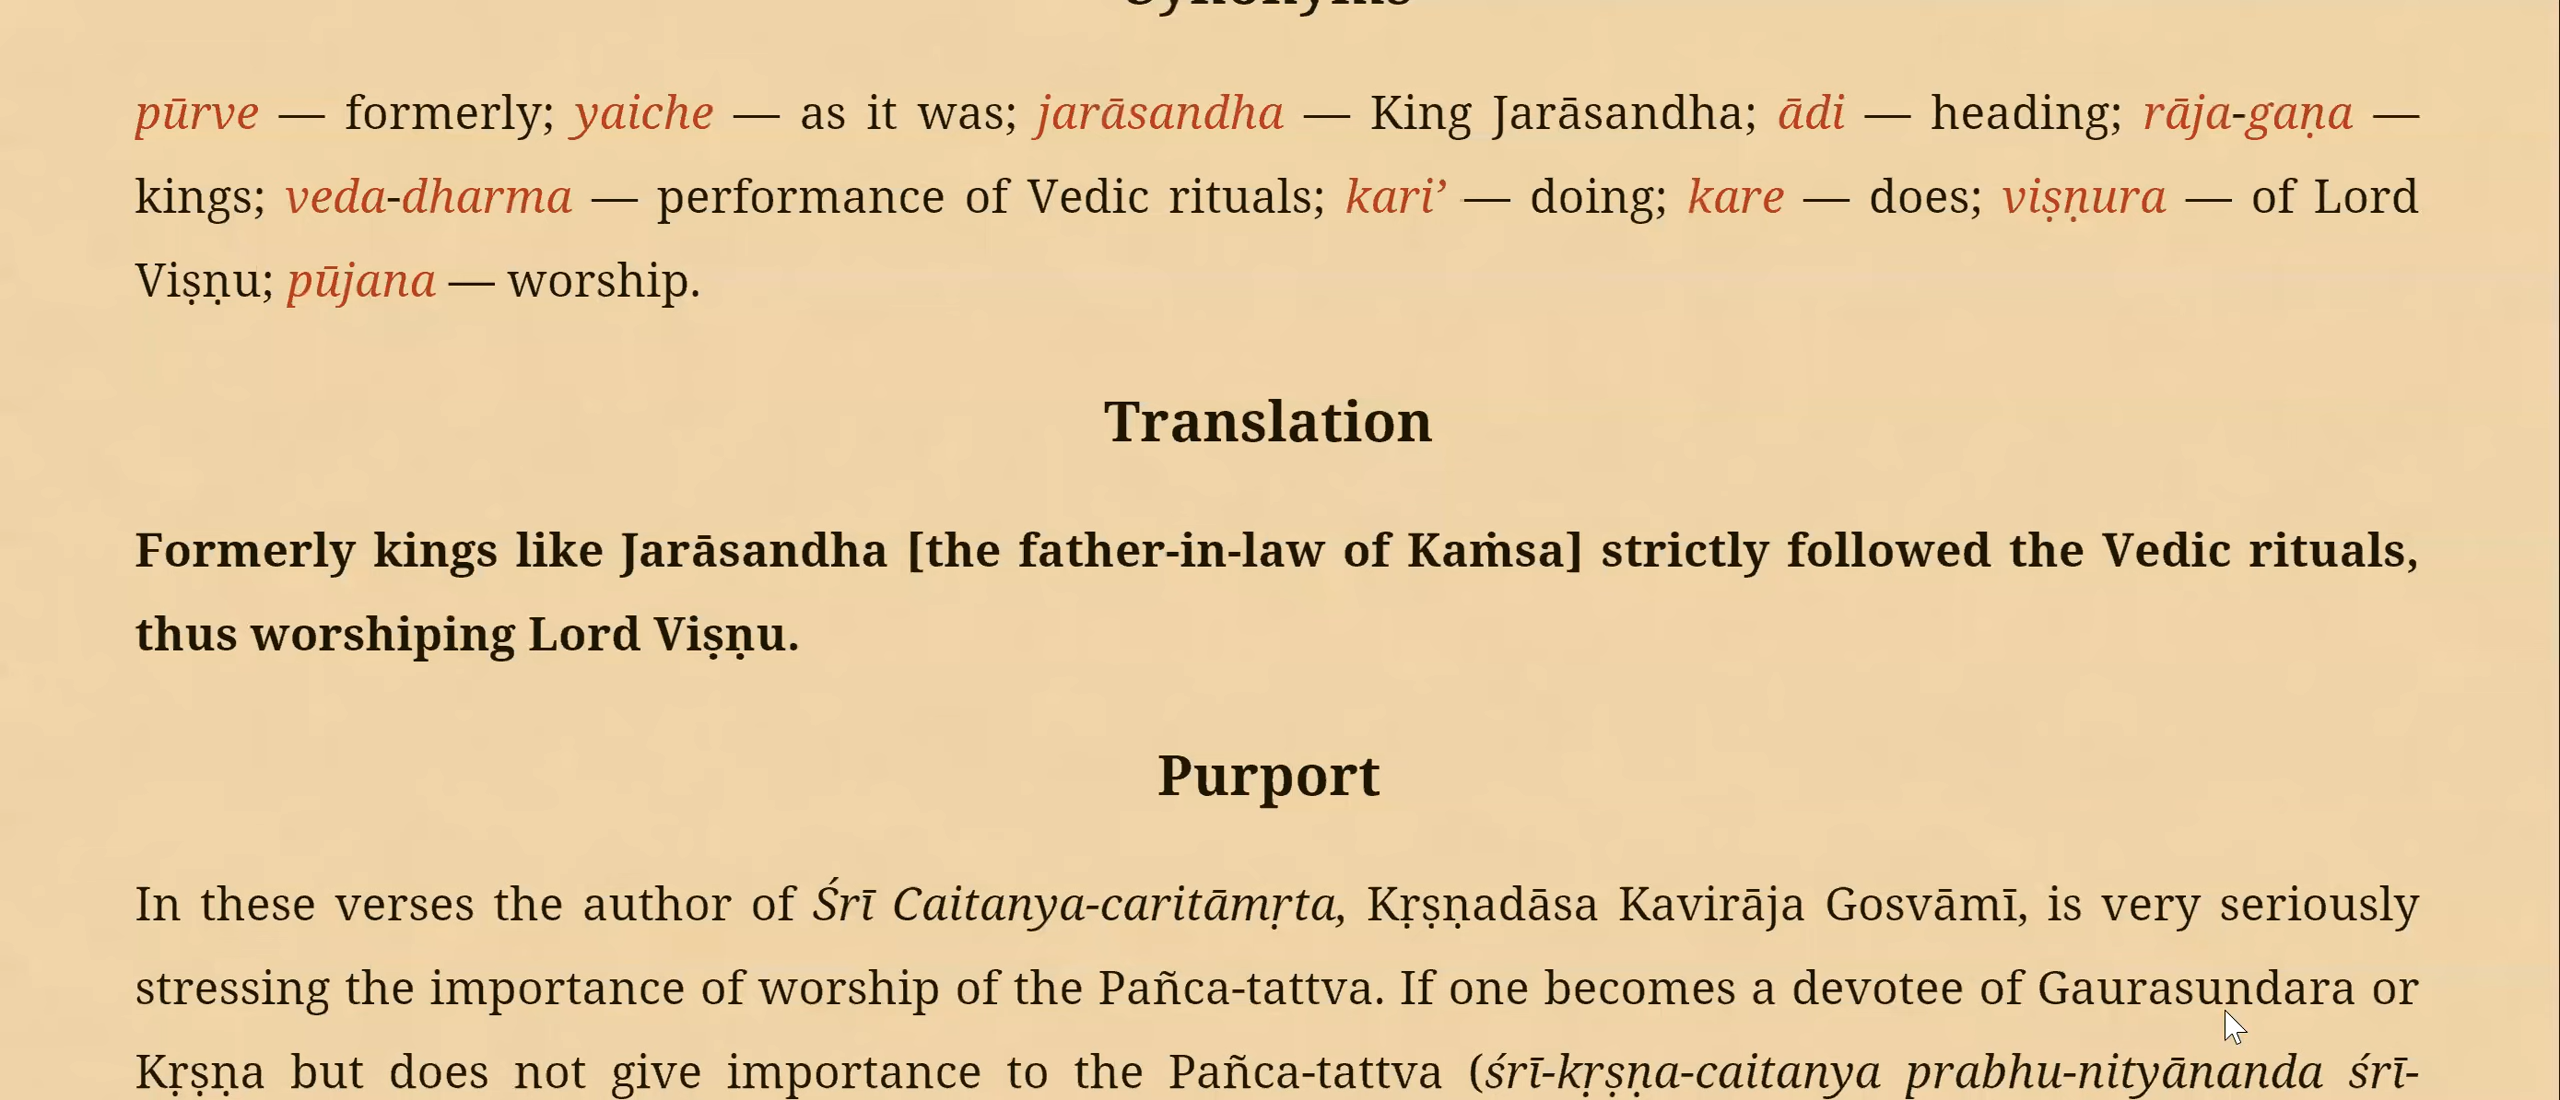 Synonyms
pūrve — formerly; yaiche — as it was; jarāsandha — King Jarāsandha; ādi — heading; rāja-gaṇa —
kings; veda-dharma — performance of Vedic rituals; kari’ — doing; kare — does; viṣṇura — of Lord
Viṣṇu; pūjana — worship.
Translation
Formerly kings like Jarāsandha [the father-in-law of Kaṁsa] strictly followed the Vedic rituals,
thus worshiping Lord Viṣṇu.
Purport
In these verses the author of Śrī Caitanya-caritāmṛta, Kṛṣṇadāsa Kavirāja Gosvāmī, is very seriously
stressing the importance of worship of the Pañca-tattva. If one becomes a devotee of Gaurasundara or
Kṛṣṇa but does not give importance to the Pañca-tattva (śrī-kṛṣṇa-caitanya prabhu-nityānanda śrī-